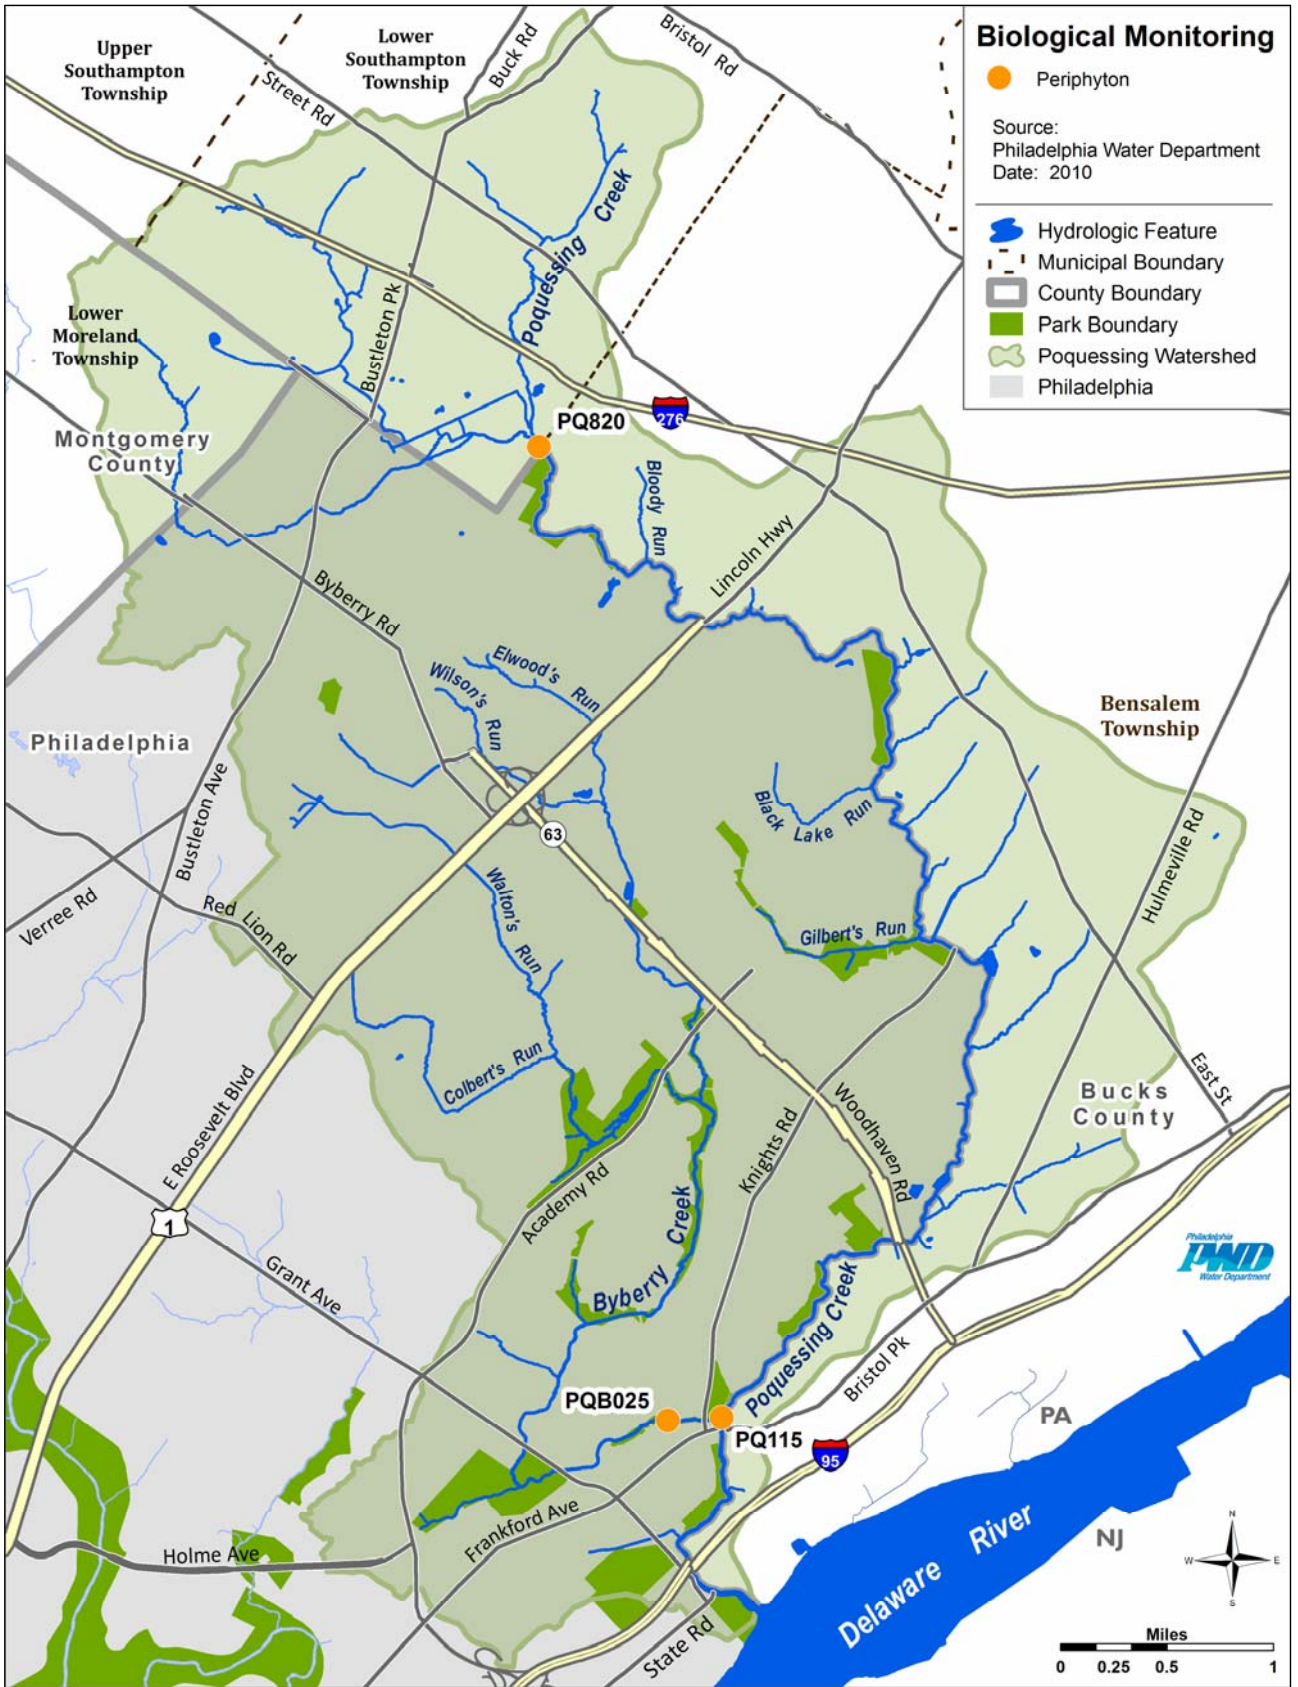 Biological Monitoring
Periphyton
Source:
Philadelphia Water Department
Date: 2010
Hydrologic Feature
Municipal Boundary
County Boundary
Park Boundary
Poquessing Watershed
Philadelphia
Upper
Southampton
Township
Lower
Southampton
Township
Buck Rd
Bristol Rd
Street Rd
Poquessing Creek
Bustleton Pk
Lower
Moreland
Township
PQ820
276
Montgomery
County
Bloody Run
Lincoln Hwy
Byberry Rd
Elwood's Run
Wilson's Run
Bensalem
Township
Philadelphia
Bustleton Ave
Black Lake Run
63
Hulmeville Rd
Verree Rd
Red Lion Rd
Walton's Run
Gilbert's Run
Colbert's Run
E Roosevelt Blvd
Woodhaven Rd
East St
Bucks
County
Knights Rd
Academy Rd
1
Byberry Creek
Grant Ave
Philadelphia
PWD
Water Department
Poquessing Creek
Bristol Pk
PQB025
PQ115
95
PA
NJ
Frankford Ave
Holme Ave
Delaware River
State Rd
N
W
E
S
Miles
0 0.25 0.5 1